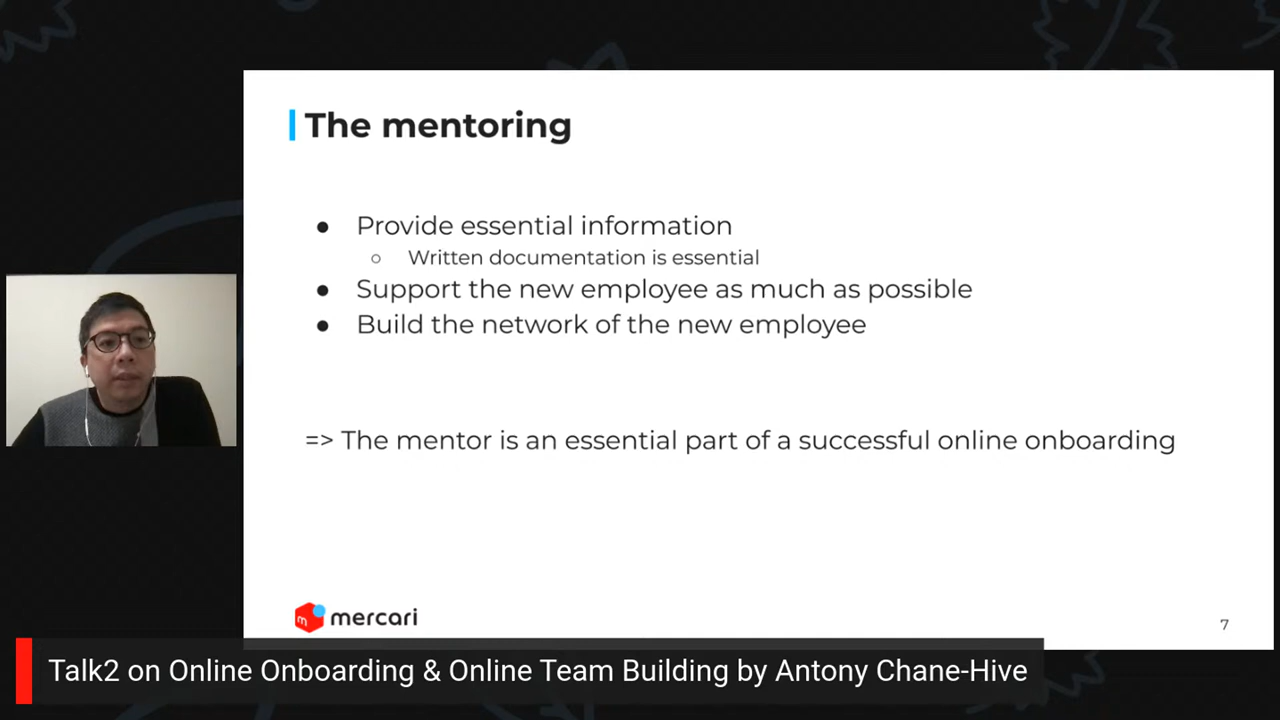 The mentoring
● Provide essential information
○ Written documentation is essential
● Support the new employee as much as possible
● Build the network of the new employee
=> The mentor is an essential part of a successful online onboarding
m mercari
7
Talk2 on Online Onboarding & Online Team Building by Antony Chane-Hive